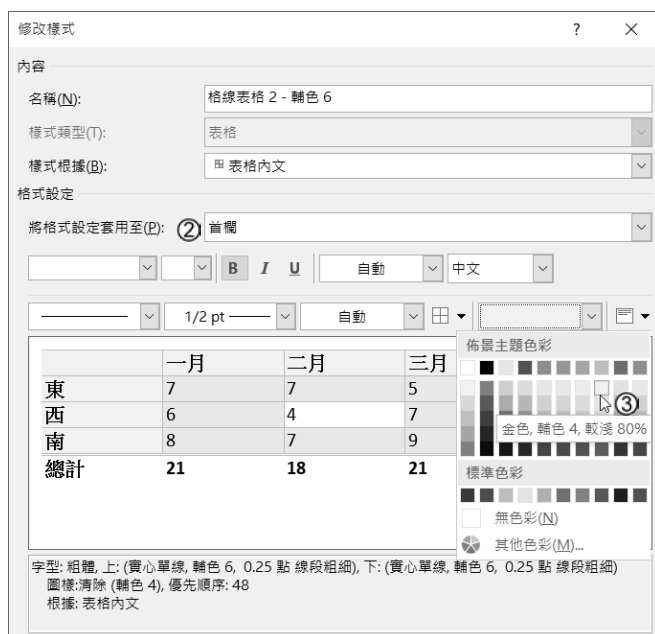 修改樣式 ?
內容
名稱(N): 格線表格 2 - 輔色 6
樣式類型(T): 表格
樣式根據(B): 表格內文
格式設定
將格式設定套用至(P): ② 首欄
B I U 自動 中文
1/2 pt 自動
佈景主題色彩
一月 二月 三月
東 7 7 5
西 6 4 7
南 8 7 9
總計 21 18 21
③
金色, 輔色 4, 較淺 80%
標準色彩
無色彩(N)
其他色彩(M)...
字型: 粗體, 上: (實心單線, 輔色 6, 0.25 點 線段粗細), 下: (實心單線, 輔色 6, 0.25 點 線段粗細)
圖樣:清除 (輔色 4), 優先順序: 48
根據: 表格內文